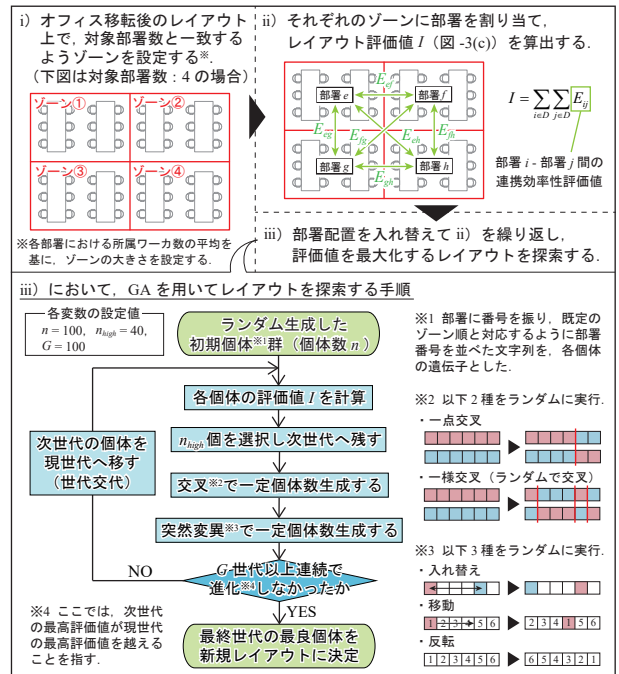 i）オフィス移転後のレイアウト
上で，対象部署数と一致する
ようゾーンを設定する※.
（下図は対象部署数：4 の場合）
ゾーン①
ゾーン②
ゾーン③
ゾーン④
※各部署における所属ワーカ数の平均を
基に，ゾーンの大きさを設定する.
ii）それぞれのゾーンに部署を割り当て，
レイアウト評価値 I（図 -3(c)）を算出する.
部署 e
E_ef
部署 f
E_eg
E_fg
E_eh
E_fh
部署 g
E_gh
部署 h
I = ∑_{i∈D} ∑_{j∈D} E_ij
部署 i - 部署 j 間の
連携効率性評価値
iii）部署配置を入れ替えて ii）を繰り返し，
評価値を最大化するレイアウトを探索する.
iii）において，GA を用いてレイアウトを探索する手順
各変数の設定値
n = 100，n_high = 40，
G = 100
ランダム生成した
初期個体※1 群（個体数 n ）
各個体の評価値 I を計算
n_high 個を選択し次世代へ残す
交叉※2 で一定個体数生成する
突然変異※3 で一定個体数生成する
G 世代以上連続で
進化※4 しなかったか
NO
YES
次世代の個体を
現世代へ移す
（世代交代）
最終世代の最良個体を
新規レイアウトに決定
※4 ここでは，次世代
の最高評価値が現世代
の最高評価値を越える
ことを指す.
※1 部署に番号を振り，既定の
ゾーン順と対応するように部署
番号を並べた文字列を，各個体
の遺伝子とした.
※2 以下 2 種をランダムに実行.
・一点交叉
・一様交叉（ランダムで交叉）
※3 以下 3 種をランダムに実行.
・入れ替え
・移動
1 2 3 4 5 6
2 3 4 1 5 6
・反転
1 2 3 4 5 6
6 5 4 3 2 1